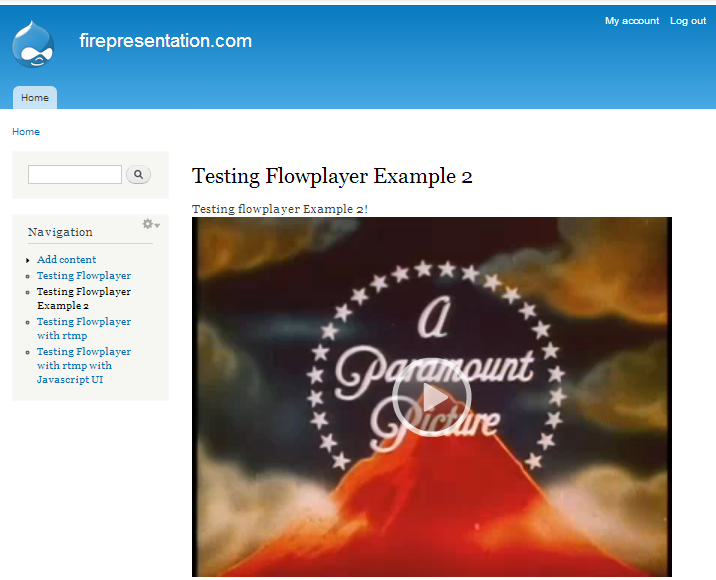 My account Log out
firepresentation.com
Home
Home
Testing Flowplayer Example 2
Testing flowplayer Example 2!
Navigation
Add content
Testing Flowplayer
Testing Flowplayer
Example 2
Testing Flowplayer
with rtmp
Testing Flowplayer
with rtmp with
Javascript UI
A
Paramount
Picture